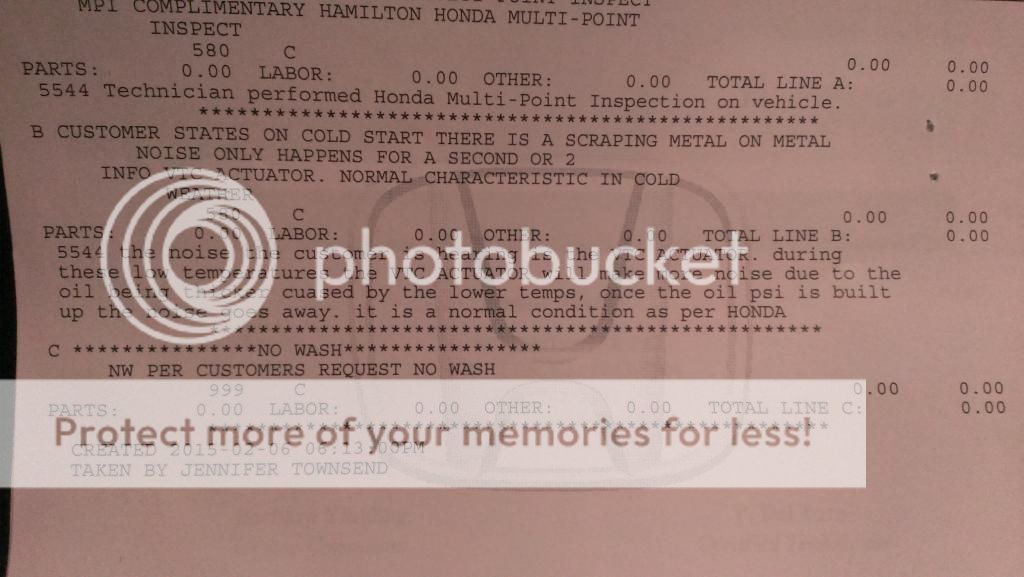 MPI COMPLIMENTARY HAMILTON HONDA MULTI-POINT
INSPECT
580 C
0.00 0.00
PARTS: 0.00 LABOR: 0.00 OTHER: 0.00 TOTAL LINE A: 0.00
5544 Technician performed Honda Multi-Point Inspection on vehicle.
****************************************************
B CUSTOMER STATES ON COLD START THERE IS A SCRAPING METAL ON METAL
NOISE ONLY HAPPENS FOR A SECOND OR 2
INFO VTC ACTUATOR. NORMAL CHARACTERISTIC IN COLD
WEATHER
580 C 0.00 0.00
PARTS: 0.00 LABOR: 0.00 OTHER: 0.00 TOTAL LINE B: 0.00
5544 the noise the customer is hearing is the VTC ACTUATOR. during
these low temperatures the VTC ACTUATOR will make more noise due to the
oil being thicker cuased by the lower temps, once the oil psi is built
up the noise goes away. it is a normal condition as per HONDA
****************************************************
photobucket
C ****************NO WASH*****************
NW PER CUSTOMERS REQUEST NO WASH
999 C 0.00 0.00
PARTS: 0.00 LABOR: 0.00 OTHER: 0.00 TOTAL LINE C: 0.00
Protect more of your memories for less!
CREATED 2015-02-06 06:13:00PM
TAKEN BY JENNIFER TOWNSEND